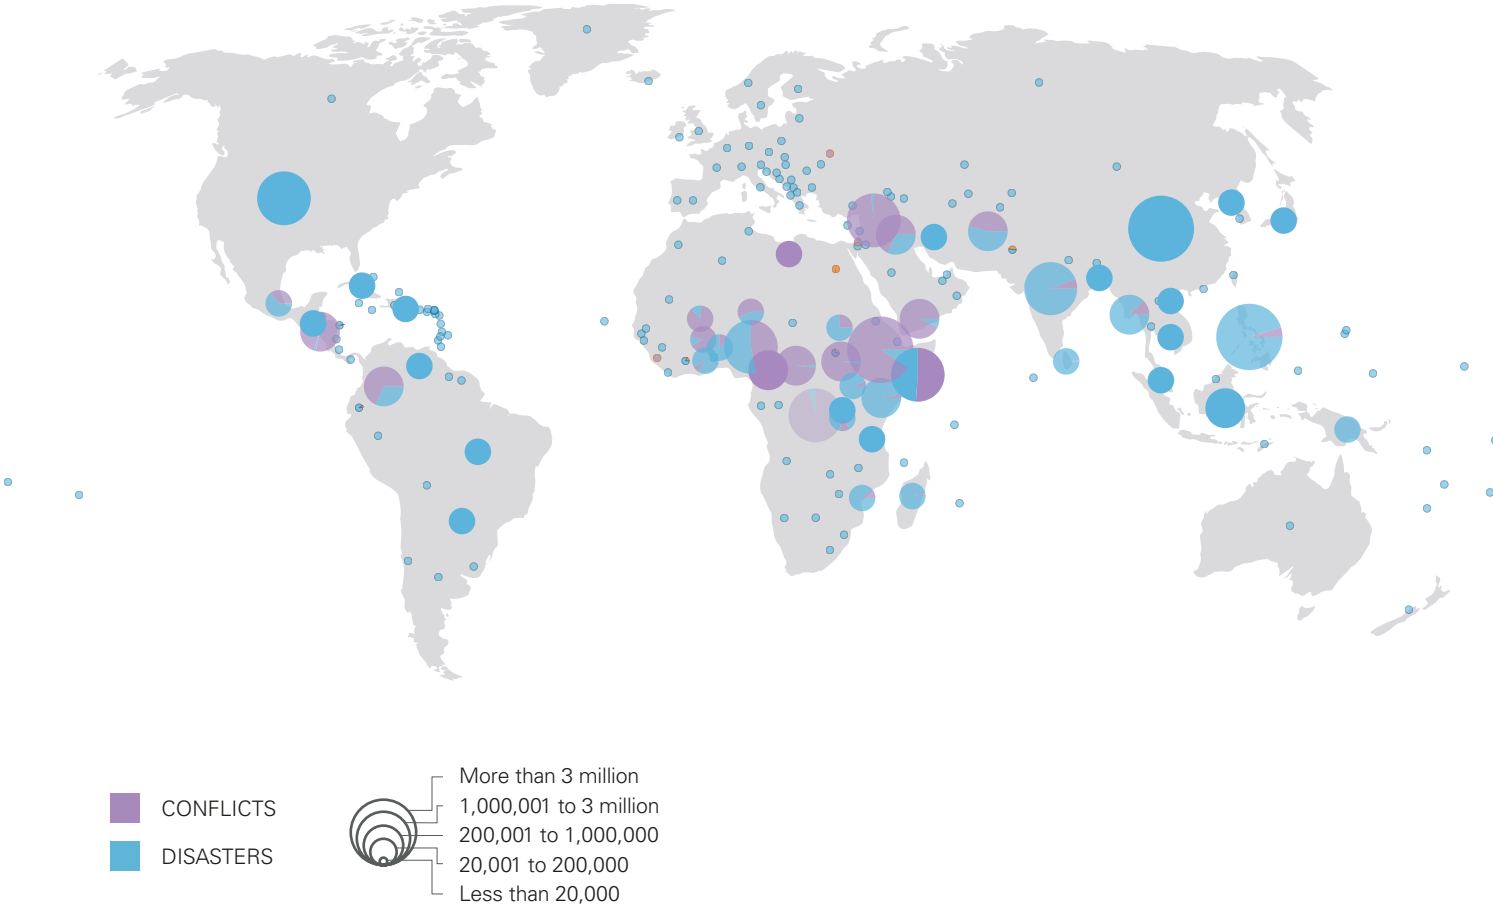 CONFLICTS
DISASTERS
More than 3 million
1,000,001 to 3 million
200,001 to 1,000,000
20,001 to 200,000
Less than 20,000